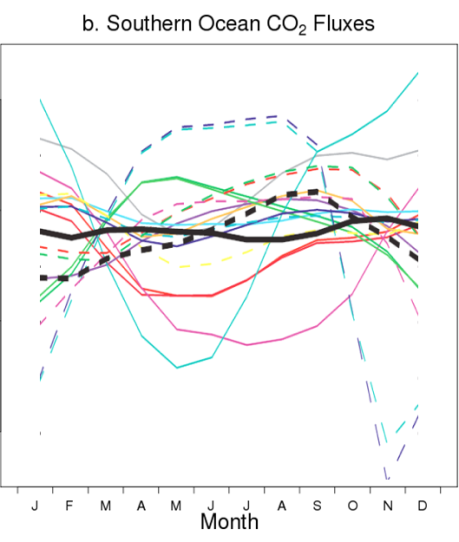 b. Southern Ocean CO₂ Fluxes
J F M A M J J A S O N D
Month